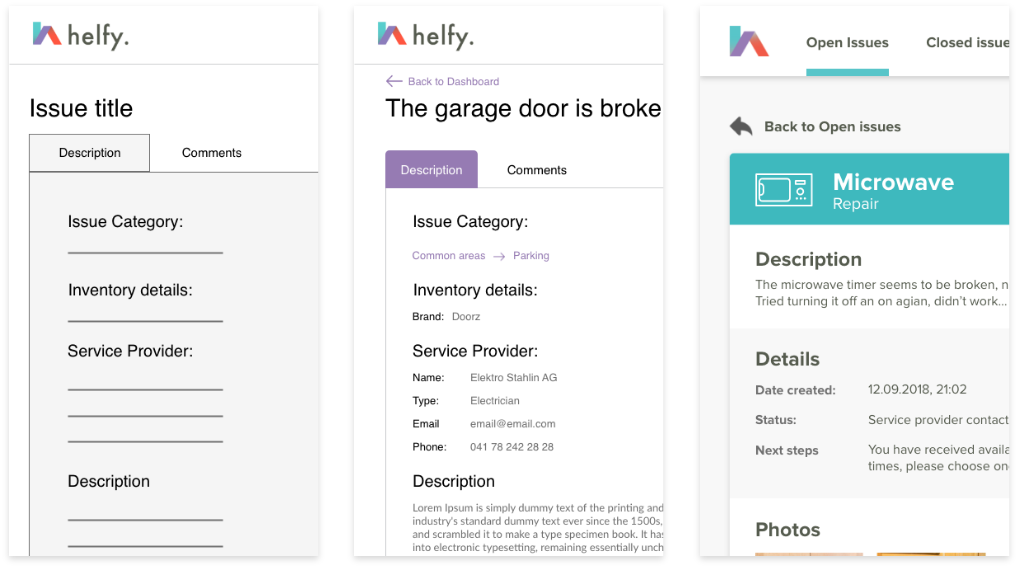 helfy.
Issue title
Description
Comments
Issue Category:
Inventory details:
Service Provider:
Description
helfy.
Back to Dashboard
The garage door is broke
Description
Comments
Issue Category:
Common areas → Parking
Inventory details:
Brand: Doorz
Service Provider:
Name: Elektro Stahlin AG
Type: Electrician
Email email@email.com
Phone: 041 78 242 28 28
Description
Lorem Ipsum is simply dummy text of the printing and
industry's standard dummy text ever since the 1500s,
and scrambled it to make a type specimen book. It has
into electronic typesetting, remaining essentially unch
Open Issues
Closed issue
Back to Open issues
Microwave
Repair
Description
The microwave timer seems to be broken, n
Tried turning it off an on agian, didn't work...
Details
Date created: 12.09.2018, 21:02
Status: Service provider contact
Next steps You have received availa
times, please choose on
Photos